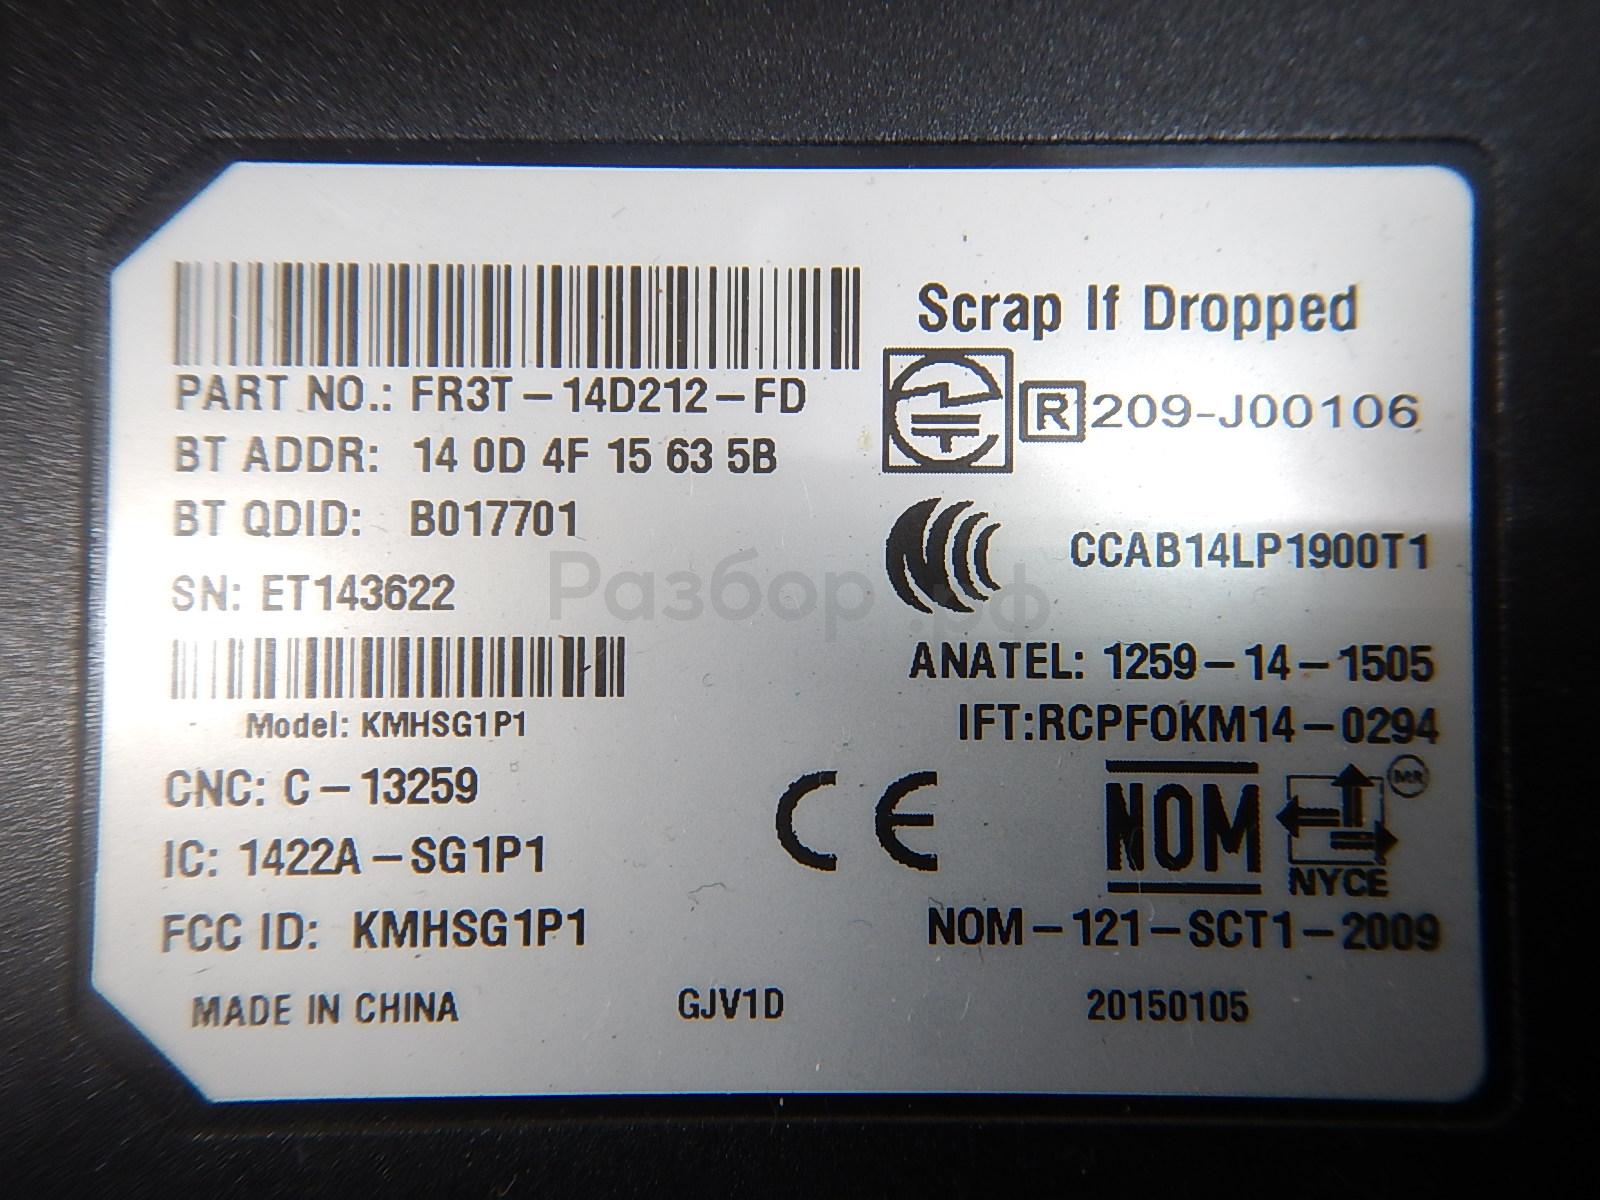 Scrap If Dropped
PART NO.: FR3T-14D212-FD
R 209-J00106
BT ADDR: 14 0D 4F 15 63 5B
BT QDID: B017701
CCAB14LP1900T1
SN: ET143622
Разбор.рф
ANATEL: 1259-14-1505
Model: KMHSG1P1
IFT:RCPFOKM14-0294
CNC: C-13259
CE
NOM
MR
NYCE
IC: 1422A-SG1P1
FCC ID: KMHSG1P1
NOM-121-SCT1-2009
MADE IN CHINA
GJV1D
20150105